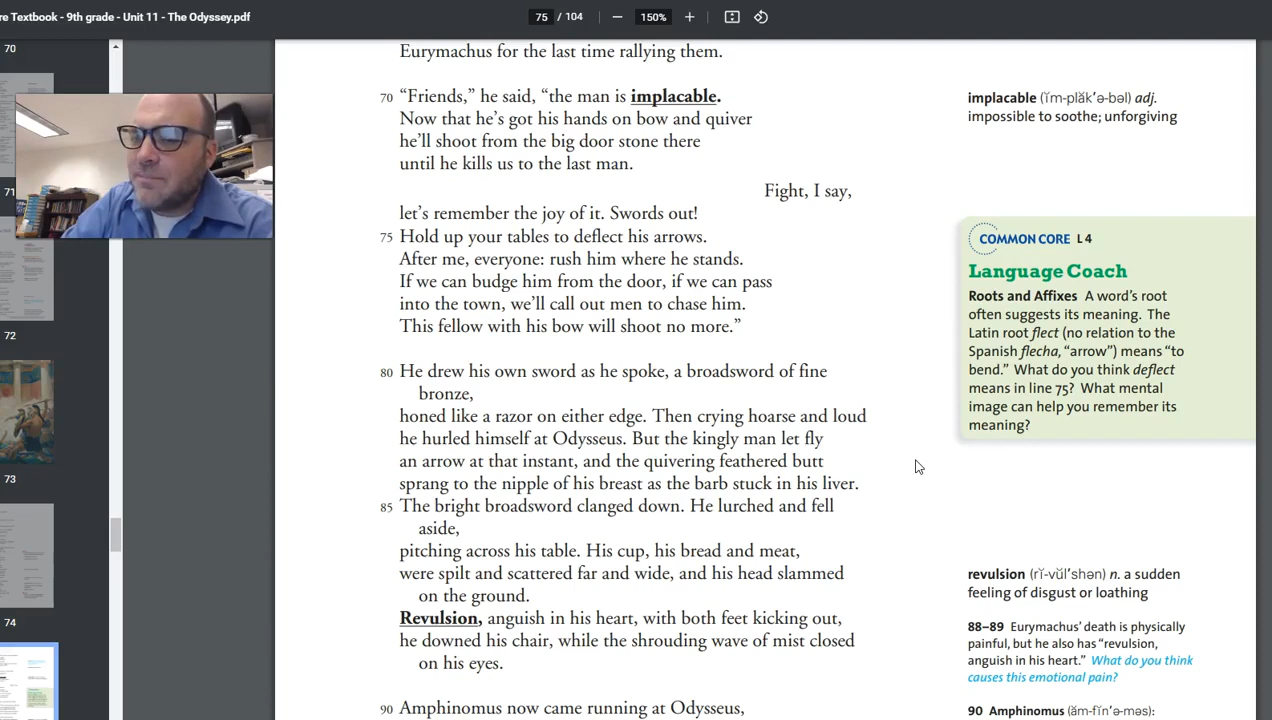 re Textbook - 9th grade - Unit 11 - The Odyssey.pdf
75 / 104
150%
70
71
72
73
74
Eurymachus for the last time rallying them.
70 “Friends,” he said, “the man is implacable.
Now that he’s got his hands on bow and quiver
he’ll shoot from the big door stone there
until he kills us to the last man.
Fight, I say,
let’s remember the joy of it. Swords out!
75 Hold up your tables to deflect his arrows.
After me, everyone: rush him where he stands.
If we can budge him from the door, if we can pass
into the town, we’ll call out men to chase him.
This fellow with his bow will shoot no more.”
80 He drew his own sword as he spoke, a broadsword of fine
bronze,
honed like a razor on either edge. Then crying hoarse and loud
he hurled himself at Odysseus. But the kingly man let fly
an arrow at that instant, and the quivering feathered butt
sprang to the nipple of his breast as the barb stuck in his liver.
85 The bright broadsword clanged down. He lurched and fell
aside,
pitching across his table. His cup, his bread and meat,
were spilt and scattered far and wide, and his head slammed
on the ground.
Revulsion, anguish in his heart, with both feet kicking out,
he downed his chair, while the shrouding wave of mist closed
on his eyes.
90 Amphinomus now came running at Odysseus,
implacable (ĭm-plăk′ə-bəl) adj.
impossible to soothe; unforgiving
COMMON CORE L 4
Language Coach
Roots and Affixes A word’s root
often suggests its meaning. The
Latin root flect (no relation to the
Spanish flecha, “arrow”) means “to
bend.” What do you think deflect
means in line 75? What mental
image can help you remember its
meaning?
revulsion (rĭ-vŭl′shən) n. a sudden
feeling of disgust or loathing
88–89 Eurymachus’ death is physically
painful, but he also has “revulsion,
anguish in his heart.” What do you think
causes this emotional pain?
90 Amphinomus (ăm-fĭn′ə-məs):